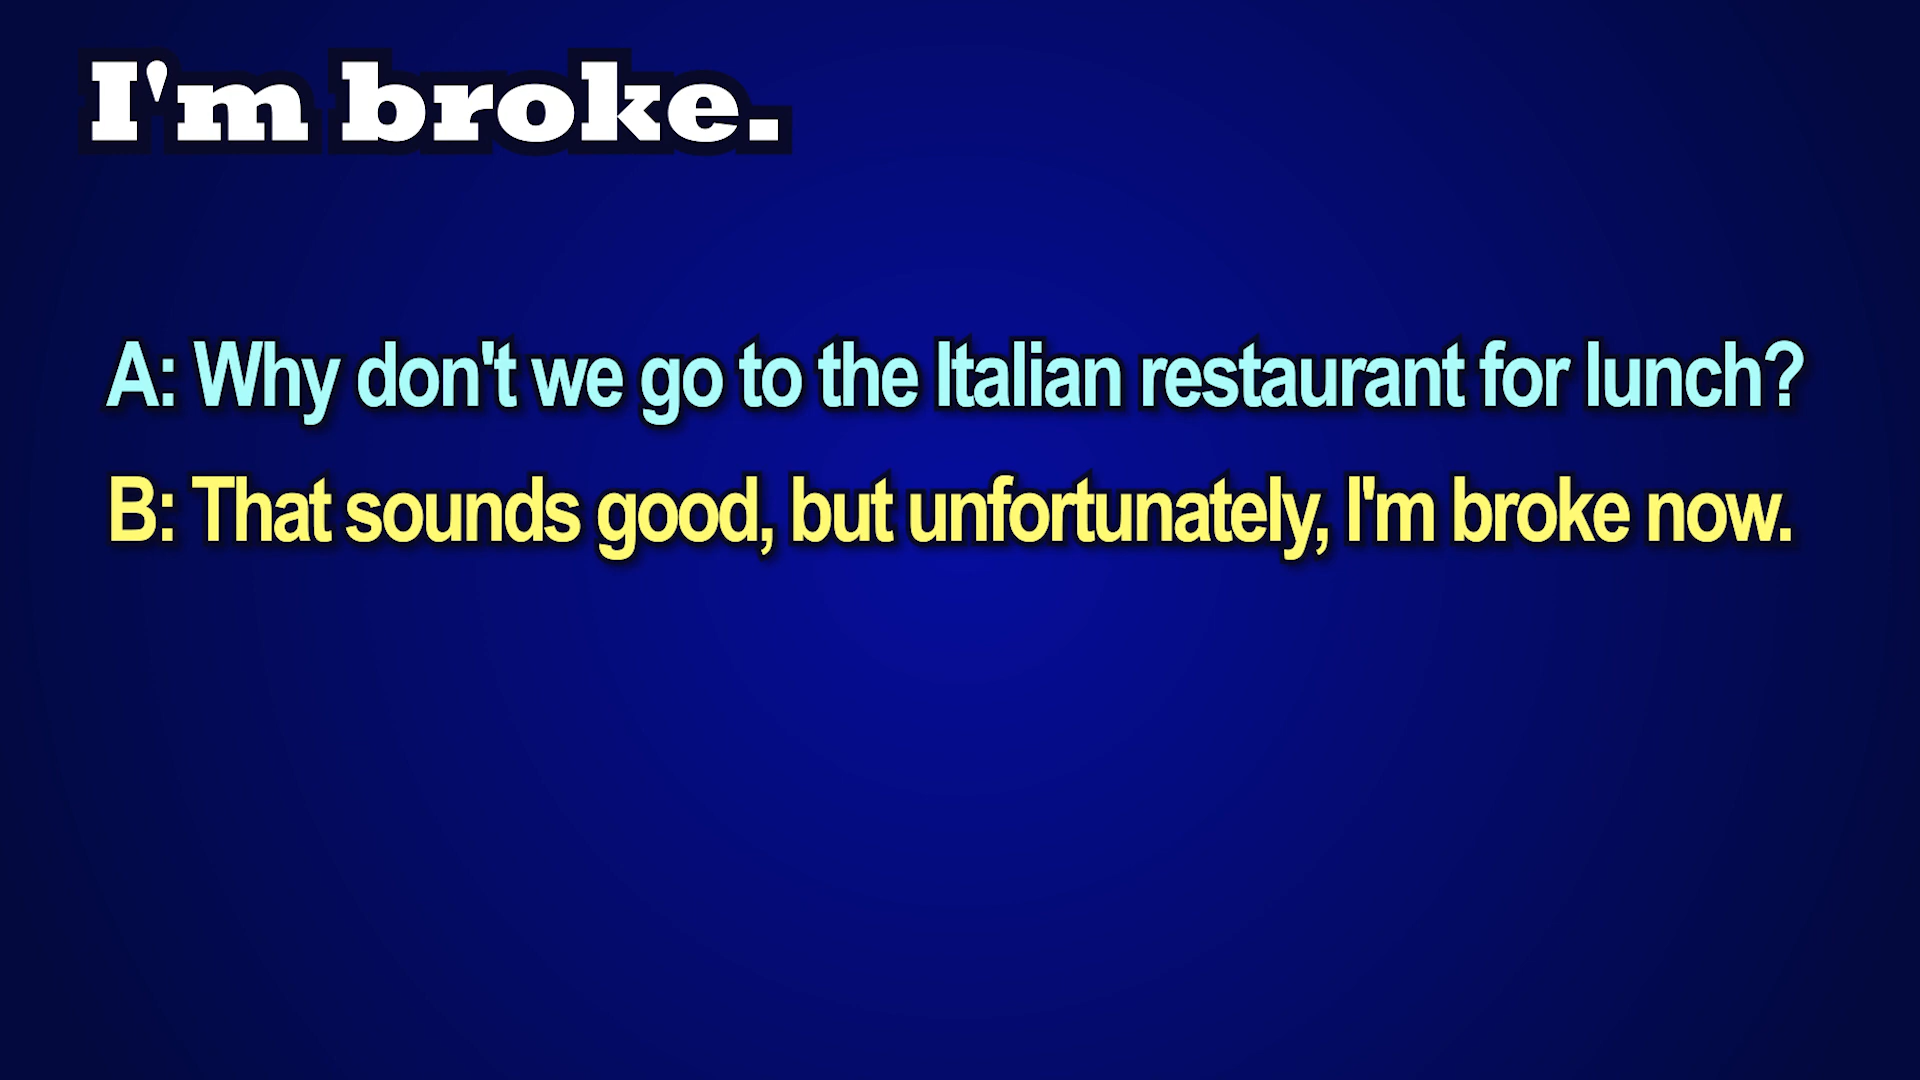 I'm broke.
A: Why don't we go to the Italian restaurant for lunch?
B: That sounds good, but unfortunately, I'm broke now.